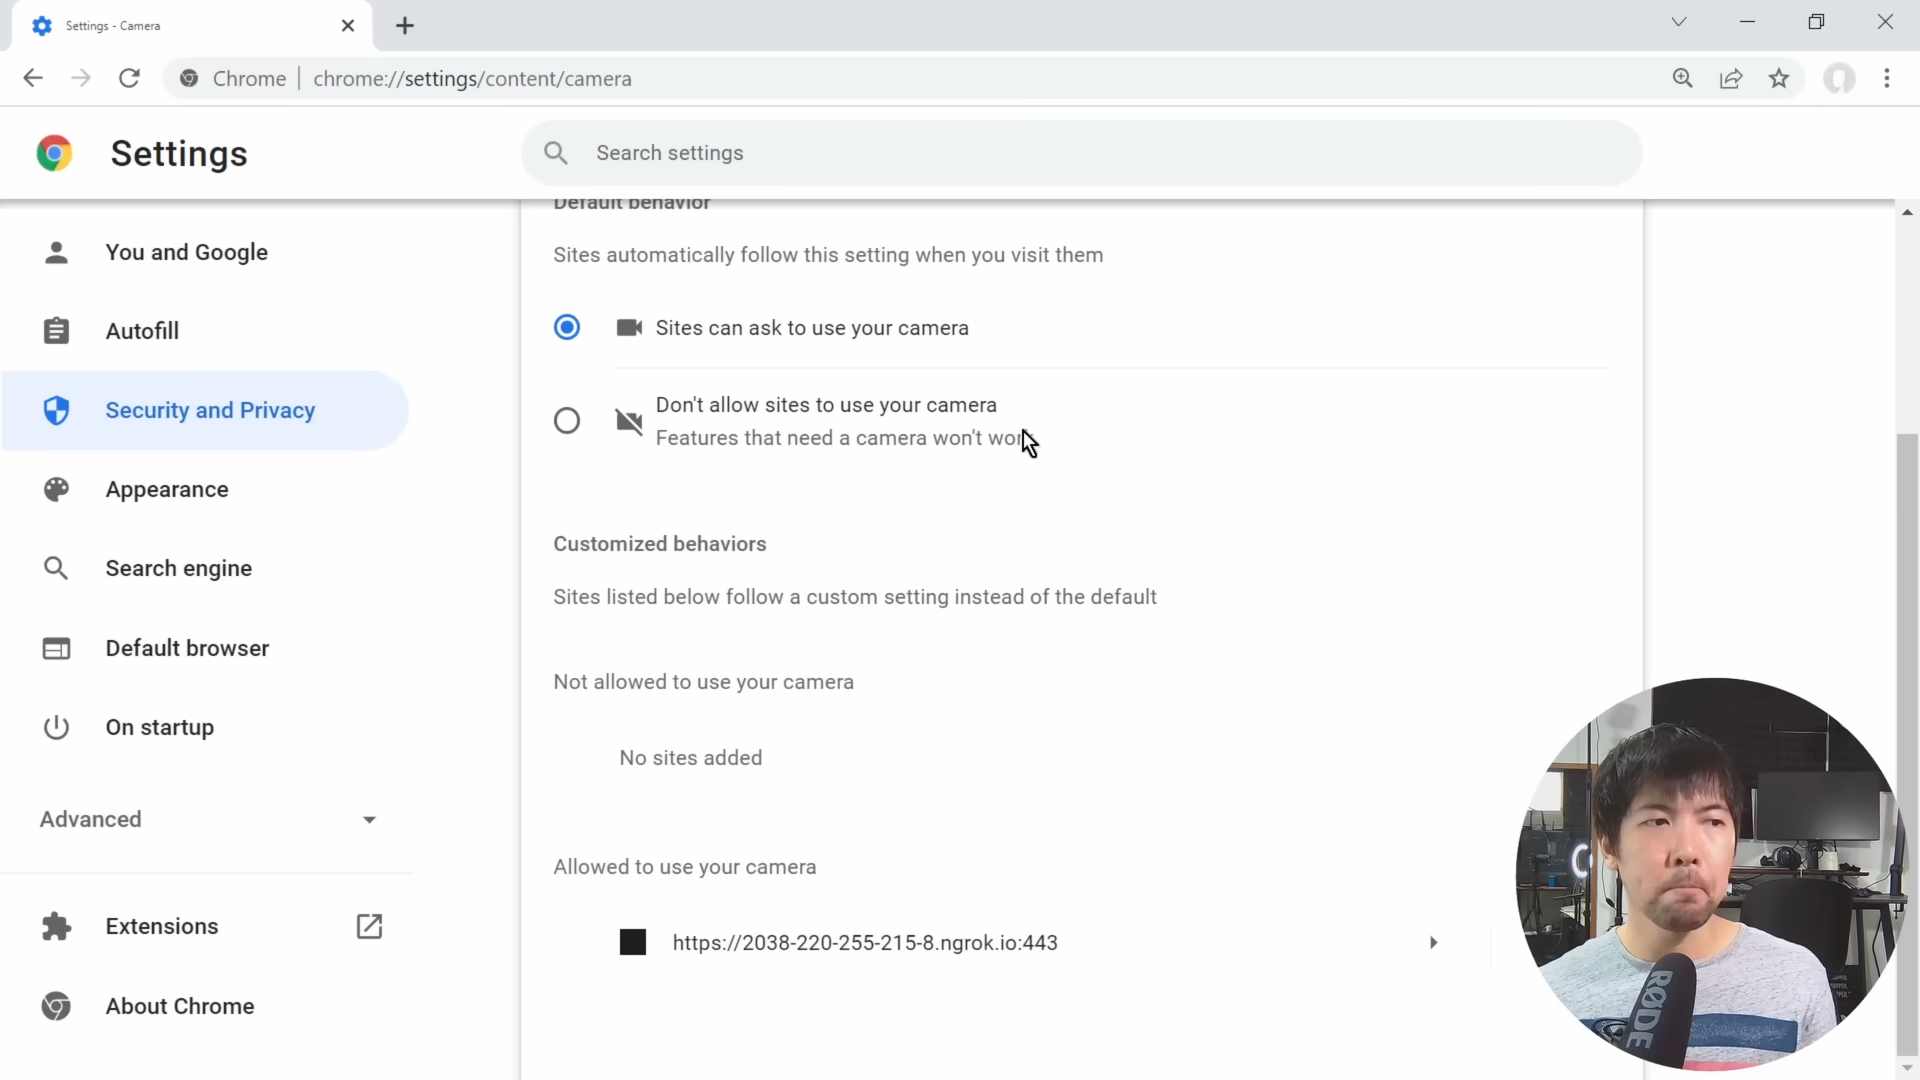 Settings - Camera
Chrome | chrome://settings/content/camera
Settings
Search settings
You and Google
Autofill
Security and Privacy
Appearance
Search engine
Default browser
On startup
Advanced
Extensions
About Chrome
Default behavior
Sites automatically follow this setting when you visit them
Sites can ask to use your camera
Don't allow sites to use your camera
Features that need a camera won't work
Customized behaviors
Sites listed below follow a custom setting instead of the default
Not allowed to use your camera
No sites added
Allowed to use your camera
https://2038-220-255-215-8.ngrok.io:443
RØDE